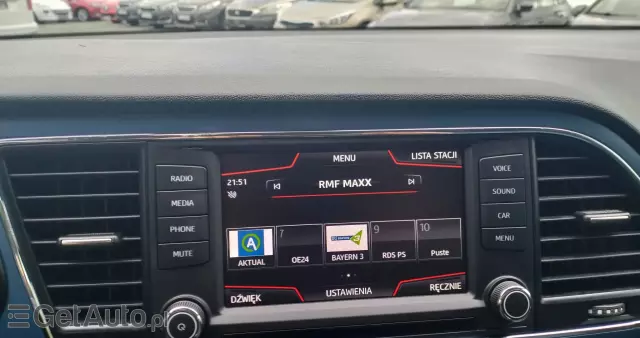 MENU
LISTA STACJI
21:51
RMF MAXX
RADIO
MEDIA
PHONE
MUTE
VOICE
SOUND
CAR
MENU
7
9
10
A
3
AKTUAL
OE24
BAYERN 3
RDS PS
Puste
DŹWIĘK
USTAWIENIA
RĘCZNIE
GetAuto.pl